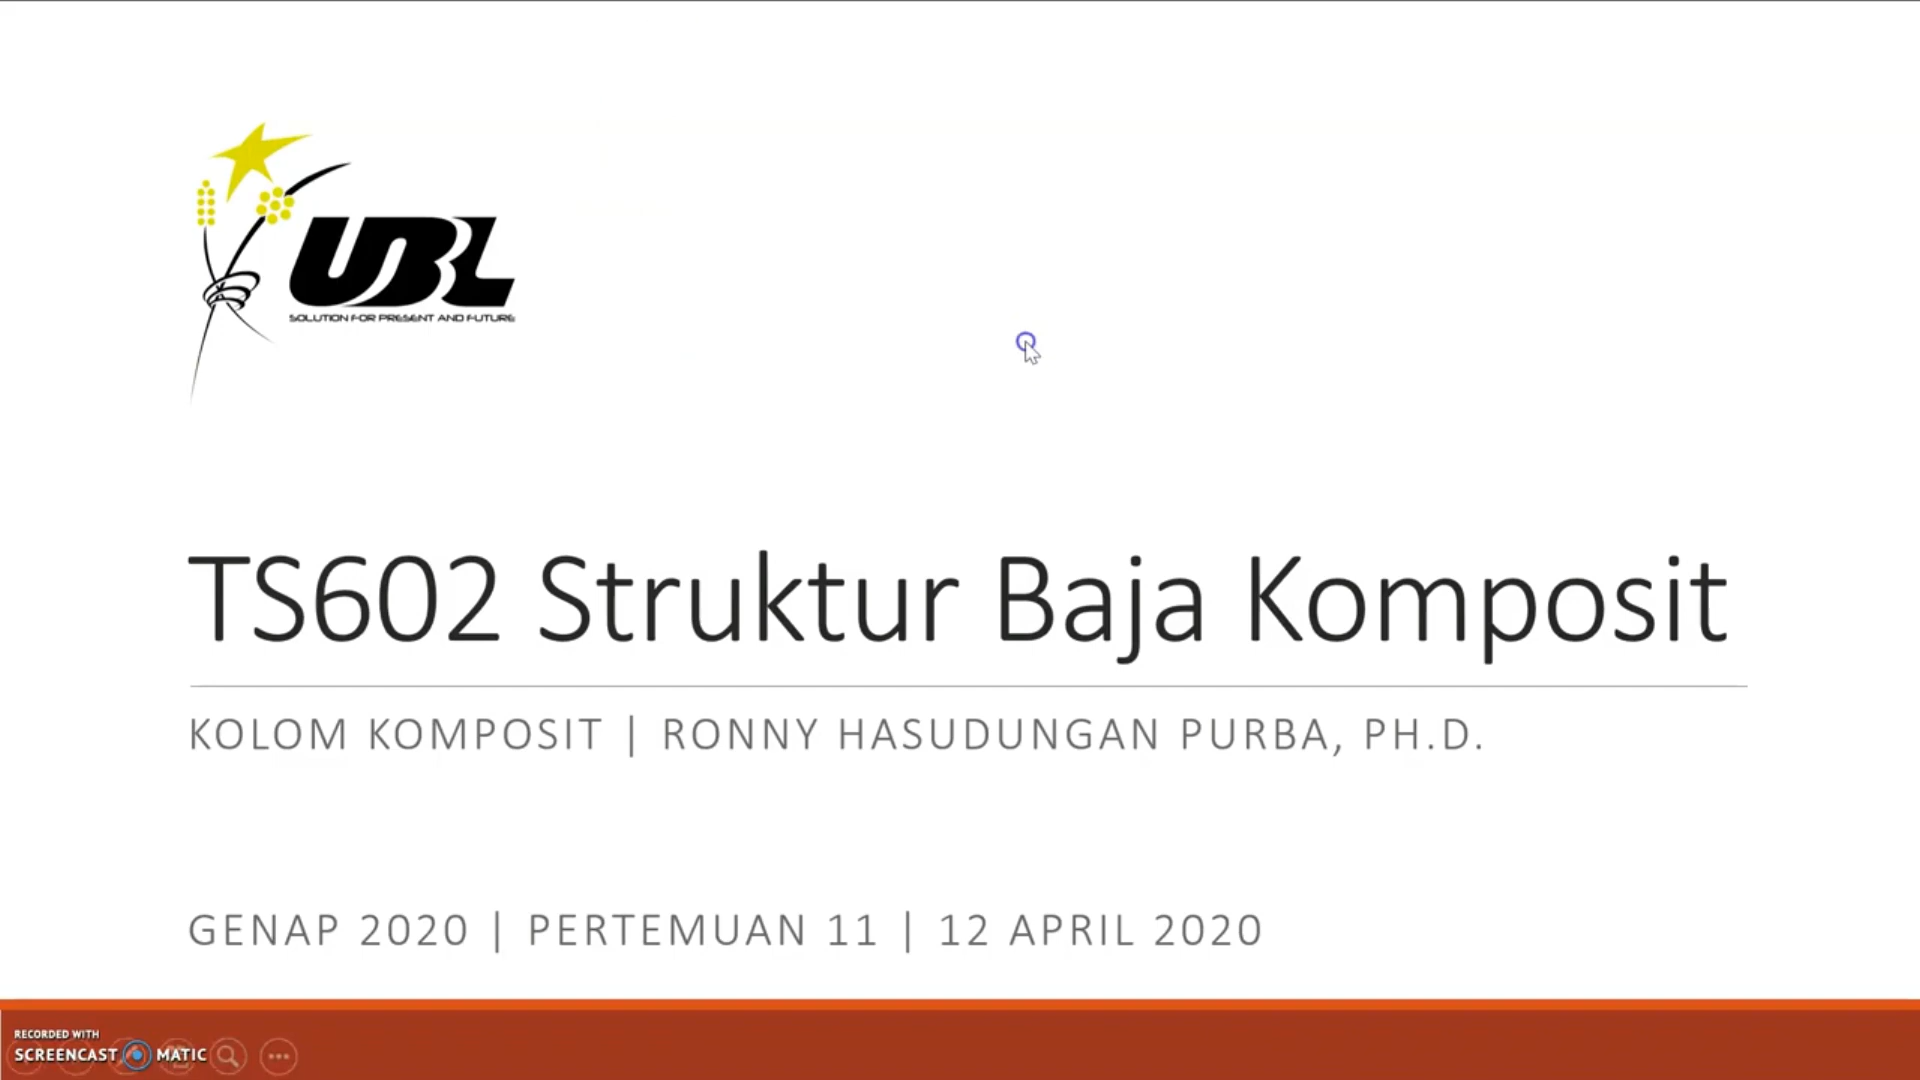 UBL
SOLUTION FOR PRESENT AND FUTURE
TS602 Struktur Baja Komposit
KOLOM KOMPOSIT | RONNY HASUDUNGAN PURBA, PH.D.
GENAP 2020 | PERTEMUAN 11 | 12 APRIL 2020
RECORDED WITH
SCREENCAST MATIC